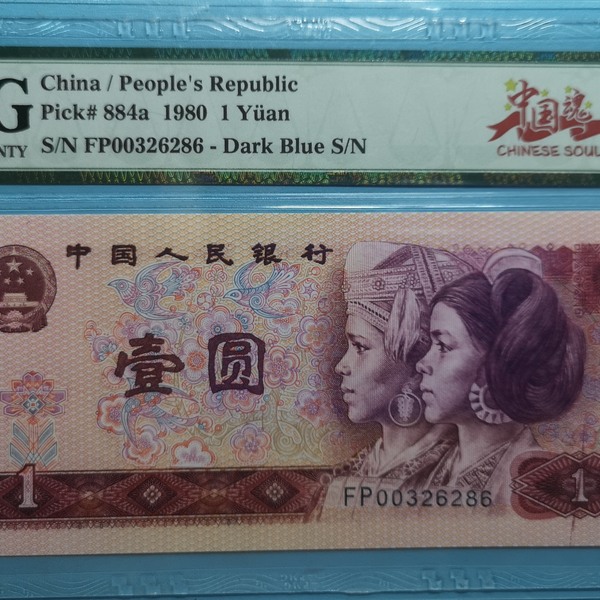 China / People's Republic
Pick# 884a 1980 1 Yüan
S/N FP00326286 - Dark Blue S/N
G
NTY
中国魂
CHINESE SOUL
中国人民银行
壹圆
FP00326286
1
1